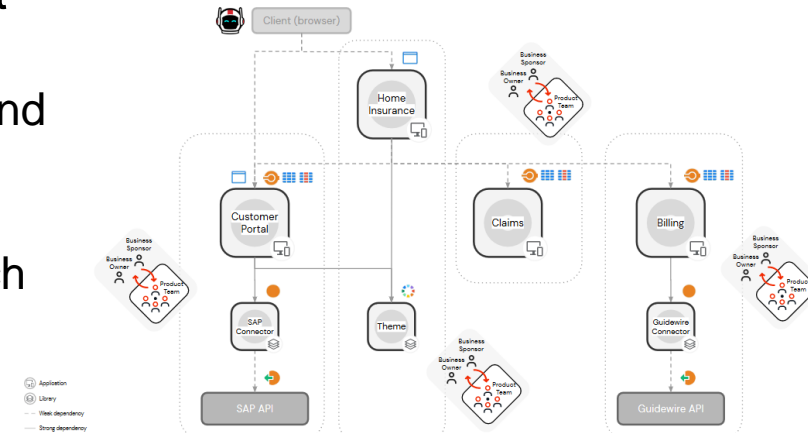 t
nd
ch
Client (browser)
Home
Insurance
Business
Sponsor
Business
Owner
Product
Team
Customer
Portal
Claims
Billing
Business
Sponsor
Business
Owner
Product
Team
Business
Sponsor
Business
Owner
Product
Team
SAP
Connector
Theme
Guidewire
Connector
Business
Sponsor
Business
Owner
Product
Team
SAP API
Guidewire API
Application
Library
Weak dependency
Strong dependency